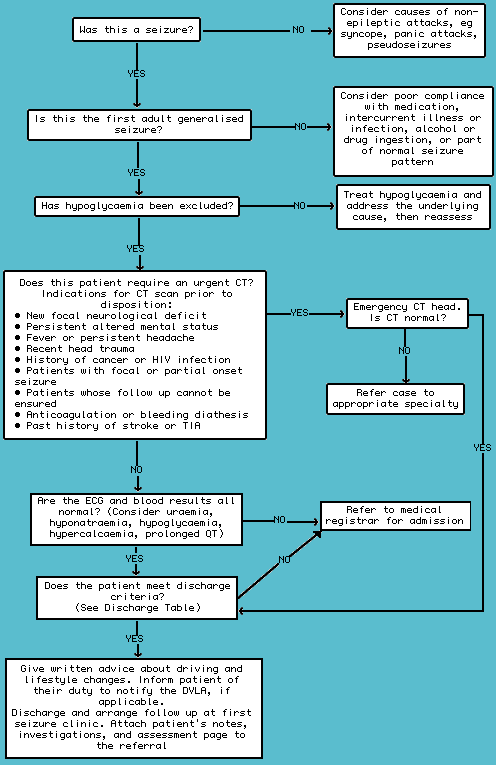 Was this a seizure?
NO
Consider causes of non-
epileptic attacks, eg
syncope, panic attacks,
pseudoseizures
YES
Is this the first adult generalised
seizure?
NO
Consider poor compliance
with medication,
intercurrent illness or
infection, alcohol or
drug ingestion, or part
of normal seizure
pattern
YES
Has hypoglycaemia been excluded?
NO
Treat hypoglycaemia and
address the underlying
cause, then reassess
YES
Does this patient require an urgent CT?
Indications for CT scan prior to
disposition:
● New focal neurological deficit
● Persistent altered mental status
● Fever or persistent headache
● Recent head trauma
● History of cancer or HIV infection
● Patients with focal or partial onset
seizure
● Patients whose follow up cannot be
ensured
● Anticoagulation or bleeding diathesis
● Past history of stroke or TIA
YES
Emergency CT head.
Is CT normal?
NO
Refer case to
appropriate specialty
YES
NO
Are the ECG and blood results all
normal? (Consider uraemia,
hyponatraemia, hypoglycaemia,
hypercalcaemia, prolonged QT)
NO
Refer to medical
registrar for admission
YES
NO
Does the patient meet discharge
criteria?
(See Discharge Table)
YES
Give written advice about driving and
lifestyle changes. Inform patient of
their duty to notify the DVLA, if
applicable.
Discharge and arrange follow up at first
seizure clinic. Attach patient's notes,
investigations, and assessment page to
the referral